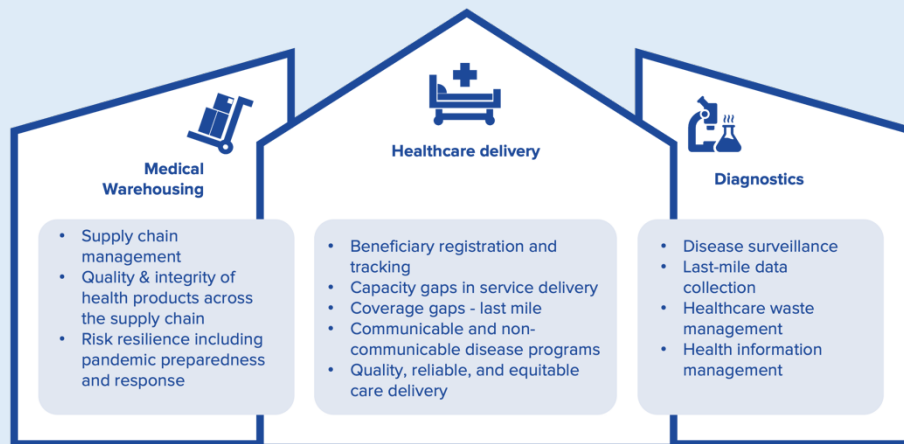 Medical
Warehousing
• Supply chain
management
• Quality & integrity of
health products across
the supply chain
• Risk resilience including
pandemic preparedness
and response
Healthcare delivery
• Beneficiary registration and
tracking
• Capacity gaps in service delivery
• Coverage gaps - last mile
• Communicable and non-
communicable disease programs
• Quality, reliable, and equitable
care delivery
Diagnostics
• Disease surveillance
• Last-mile data
collection
• Healthcare waste
management
• Health information
management